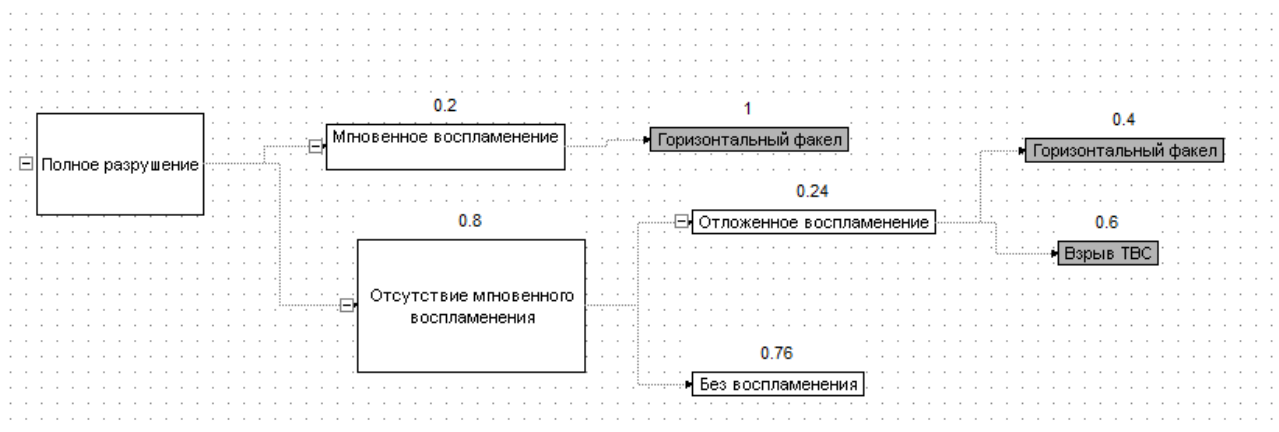 0.2
1
0.4
Полное разрушение
Мгновенное воспламенение
Горизонтальный факел
Горизонтальный факел
0.24
0.8
Отложенное воспламенение
0.6
Взрыв ТВС
Отсутствие мгновенного
воспламенения
0.76
Без воспламенения